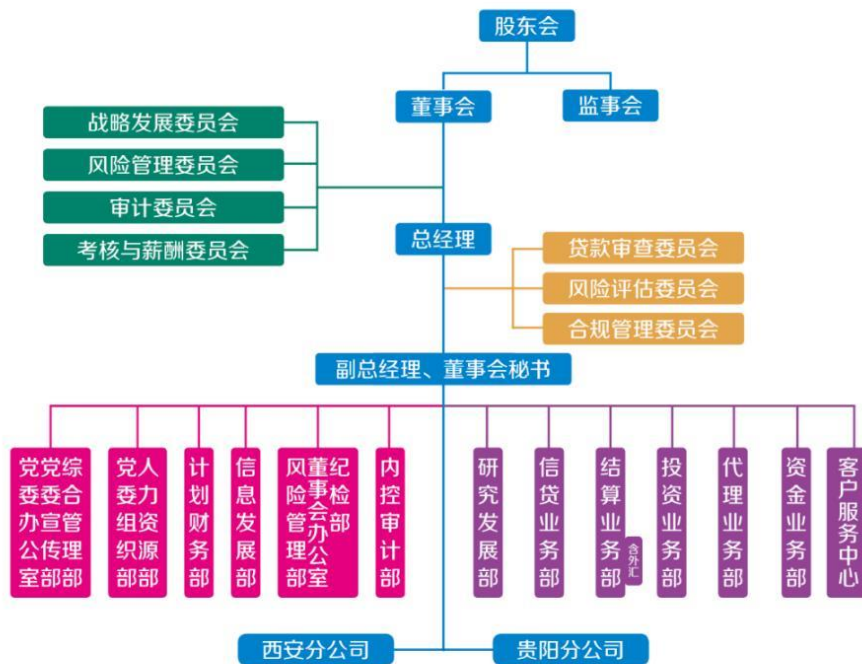 股东会
董事会
监事会
战略发展委员会
风险管理委员会
审计委员会
考核与薪酬委员会
总经理
贷款审查委员会
风险评估委员会
合规管理委员会
副总经理、董事会秘书
党委办公室
党委宣传部
综合管理部
党委组织部
人力资源部
计划财务部
信息发展部
风险管理部
董事会办公室
纪检部
内控审计部
研究发展部
信贷业务部
结算业务部
含外汇
投资业务部
代理业务部
资金业务部
客户服务中心
西安分公司
贵阳分公司